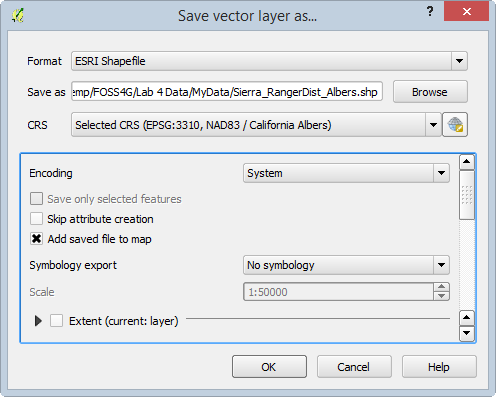 Save vector layer as...
?
Format ESRI Shapefile
Save as emp/FOSS4G/Lab 4 Data/MyData/Sierra_RangerDist_Albers.shp Browse
CRS Selected CRS (EPSG:3310, NAD83 / California Albers)
Encoding System
Save only selected features
Skip attribute creation
Add saved file to map
Symbology export No symbology
Scale 1:50000
Extent (current: layer)
OK Cancel Help